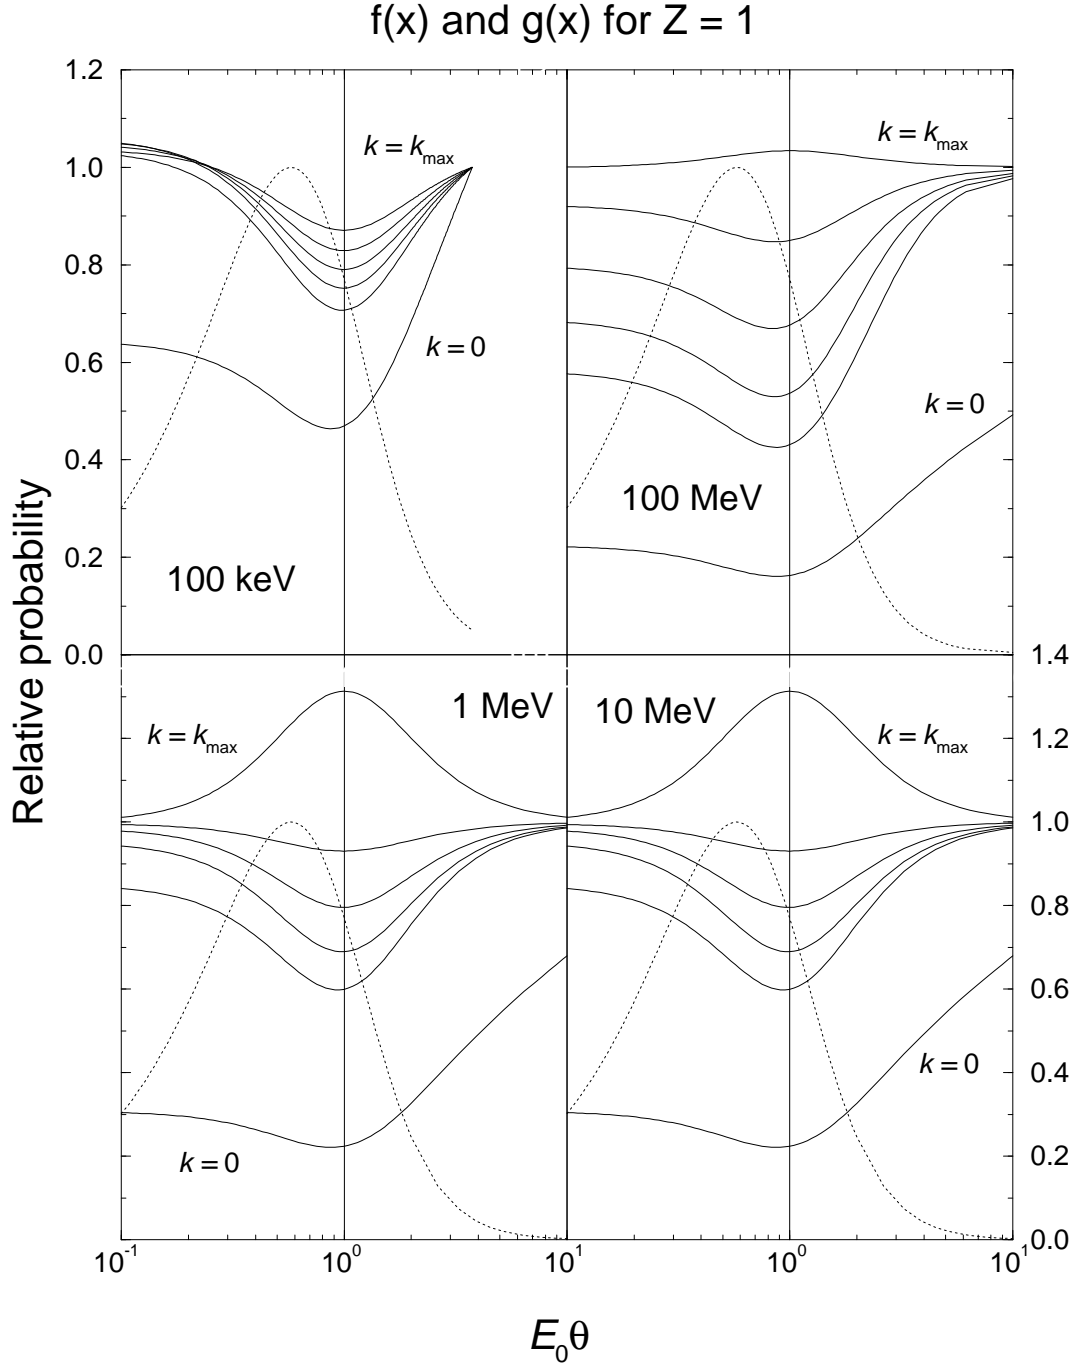 f(x) and g(x) for Z = 1
1.2
1.0
0.8
0.6
0.4
0.2
0.0
Relative probability
k = kmax
k = 0
100 keV
k = kmax
k = 0
100 MeV
1.4
1.2
1.0
0.8
0.6
0.4
0.2
0.0
1 MeV
k = kmax
k = 0
10 MeV
k = kmax
k = 0
10-1
100
101
100
101
E0θ